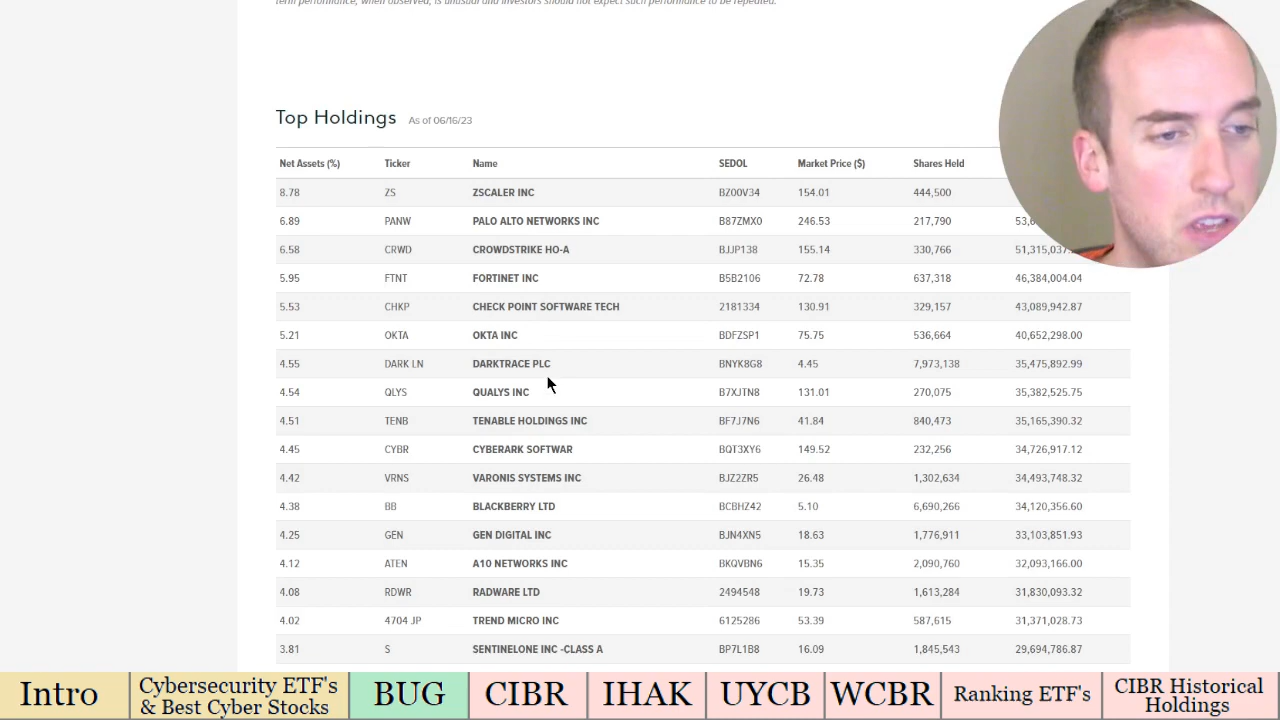 term performance, when observed, is unusual and investors should not expect such performance to be repeated.
Top Holdings As of 06/16/23
Net Assets (%) Ticker Name SEDOL Market Price ($) Shares Held
8.78 ZS ZSCALER INC BZ00V34 154.01 444,500
6.89 PANW PALO ALTO NETWORKS INC B87ZMX0 246.53 217,790
6.58 CRWD CROWDSTRIKE HO-A BJJP138 155.14 330,766
5.95 FTNT FORTINET INC B5B2106 72.78 637,318 46,384,004.04
5.53 CHKP CHECK POINT SOFTWARE TECH 2181334 130.91 329,157 43,089,942.87
5.21 OKTA OKTA INC BDFZSP1 75.75 536,664 40,652,298.00
4.55 DARK LN DARKTRACE PLC BNYK8G8 4.45 7,973,138 35,475,892.99
4.54 QLYS QUALYS INC B7XJTN8 131.01 270,075 35,382,525.75
4.51 TENB TENABLE HOLDINGS INC BF7J7N6 41.84 840,473 35,165,390.32
4.45 CYBR CYBERARK SOFTWAR BQT3XY6 149.52 232,256 34,726,917.12
4.42 VRNS VARONIS SYSTEMS INC BJZ2ZR5 26.48 1,302,634 34,493,748.32
4.38 BB BLACKBERRY LTD BCBHZ42 5.10 6,690,266 34,120,356.60
4.25 GEN GEN DIGITAL INC BJN4XN5 18.63 1,776,911 33,103,851.93
4.12 ATEN A10 NETWORKS INC BKQVBN6 15.35 2,090,760 32,093,166.00
4.08 RDWR RADWARE LTD 2494548 19.73 1,613,284 31,830,093.32
4.02 4704 JP TREND MICRO INC 6125286 53.39 587,615 31,371,028.73
3.81 S SENTINELONE INC -CLASS A BP7L1B8 16.09 1,845,543 29,694,786.87
Intro
Cybersecurity ETF's
& Best Cyber Stocks
BUG
CIBR
IHAK
UYCB
WCBR
Ranking ETF's
CIBR Historical
Holdings